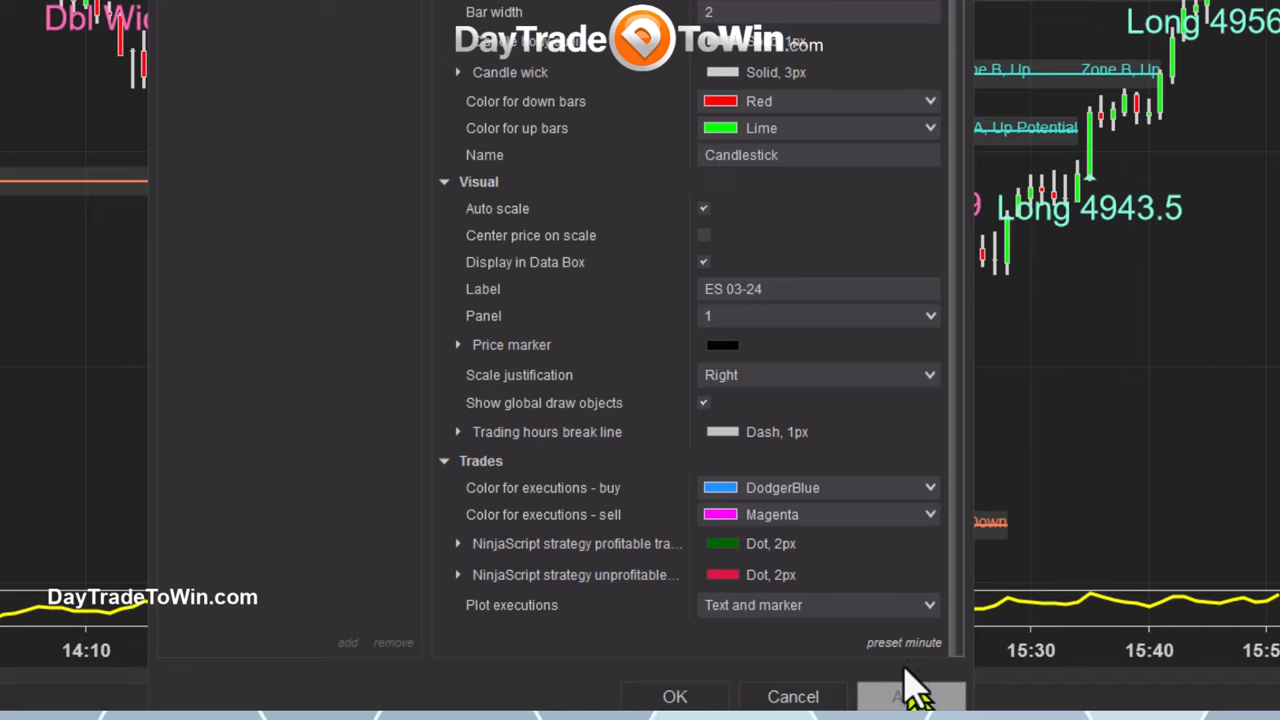 Dbl Wic
Bar width 2
DayTradeToWin.com
Candle wick Solid, 3px
Color for down bars Red
Color for up bars Lime
Name Candlestick
Visual
Auto scale
Center price on scale
Display in Data Box
Label ES 03-24
Panel 1
Price marker
Scale justification Right
Show global draw objects
Trading hours break line Dash, 1px
Trades
Color for executions - buy DodgerBlue
Color for executions - sell Magenta
NinjaScript strategy profitable tra... Dot, 2px
NinjaScript strategy unprofitable... Dot, 2px
Plot executions Text and marker
add remove
preset minute
OK Cancel
Long 4956
ne B, Up Zone B, Up
A, Up Potential
9 Long 4943.5
Down
DayTradeToWin.com
14:10 15:30 15:40 15:5